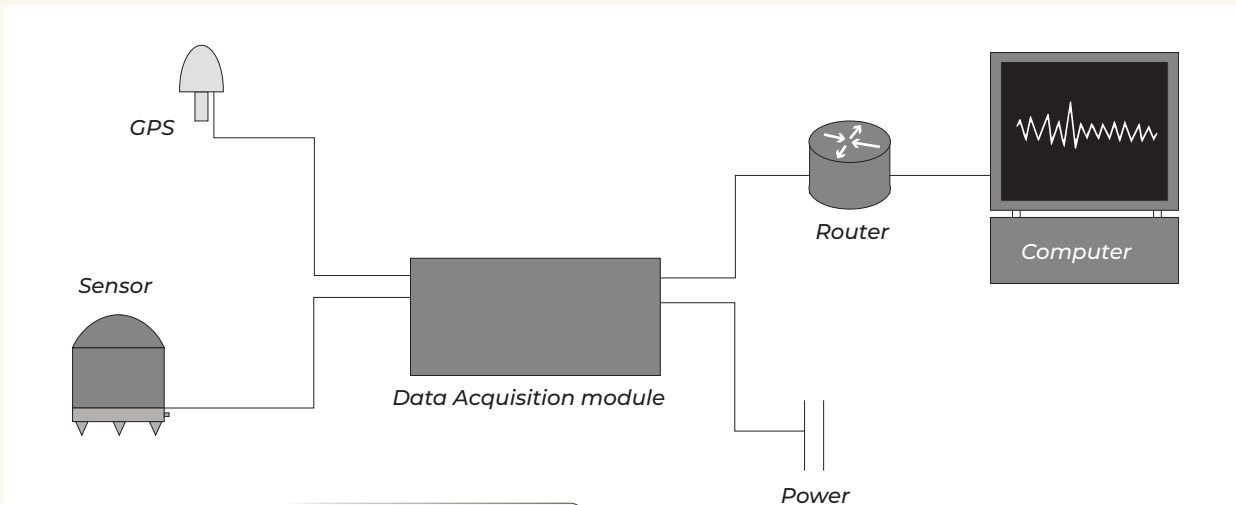 GPS
Sensor
Data Acquisition module
Router
Computer
Power